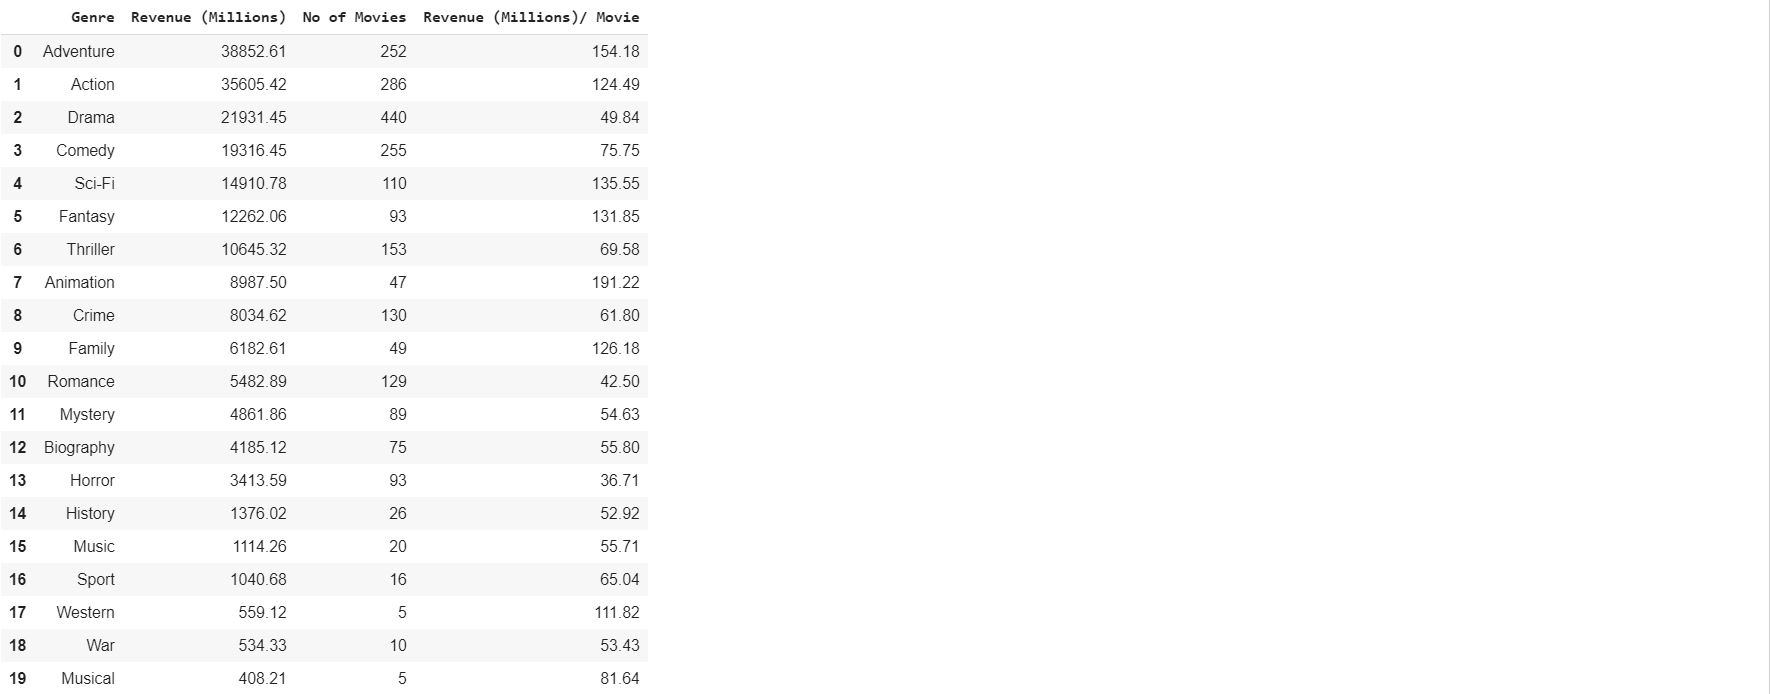 Genre Revenue (Millions) No of Movies Revenue (Millions)/ Movie
0 Adventure 38852.61 252 154.18
1 Action 35605.42 286 124.49
2 Drama 21931.45 440 49.84
3 Comedy 19316.45 255 75.75
4 Sci-Fi 14910.78 110 135.55
5 Fantasy 12262.06 93 131.85
6 Thriller 10645.32 153 69.58
7 Animation 8987.50 47 191.22
8 Crime 8034.62 130 61.80
9 Family 6182.61 49 126.18
10 Romance 5482.89 129 42.50
11 Mystery 4861.86 89 54.63
12 Biography 4185.12 75 55.80
13 Horror 3413.59 93 36.71
14 History 1376.02 26 52.92
15 Music 1114.26 20 55.71
16 Sport 1040.68 16 65.04
17 Western 559.12 5 111.82
18 War 534.33 10 53.43
19 Musical 408.21 5 81.64